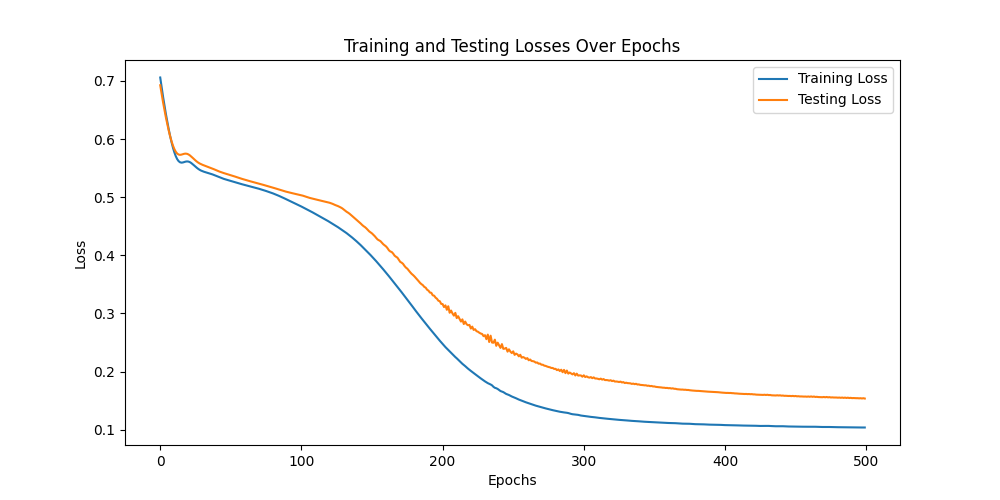 Training and Testing Losses Over Epochs
Training Loss
Testing Loss
0.7
0.6
0.5
0.4
0.3
0.2
0.1
Loss
0 100 200 300 400 500
Epochs